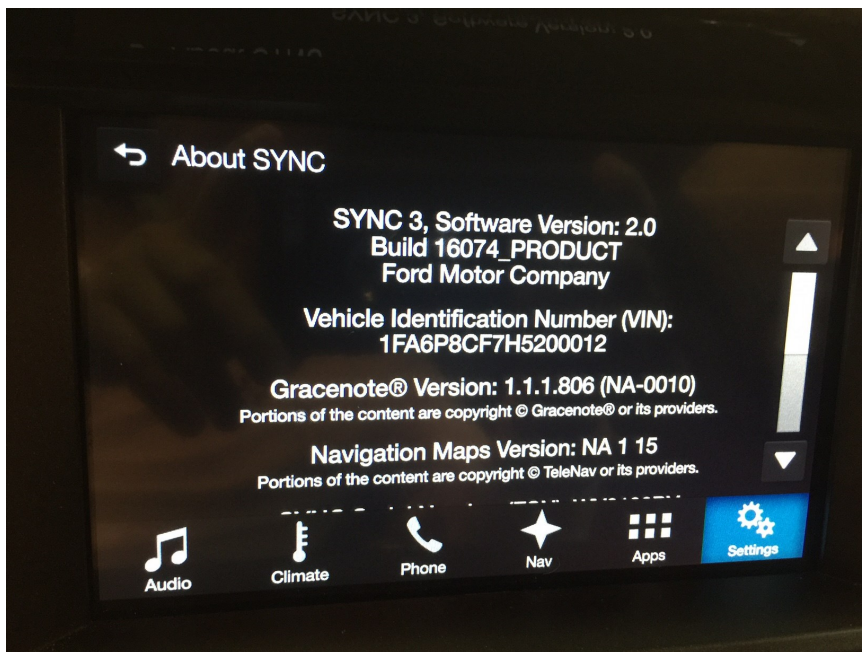 About SYNC
SYNC 3, Software Version: 2.0
Build 16074_PRODUCT
Ford Motor Company
Vehicle Identification Number (VIN):
1FA6P8CF7H5200012
Gracenote® Version: 1.1.1.806 (NA-0010)
Portions of the content are copyright © Gracenote® or its providers.
Navigation Maps Version: NA 1 15
Portions of the content are copyright © TeleNav or its providers.
Audio
Climate
Phone
Nav
Apps
Settings